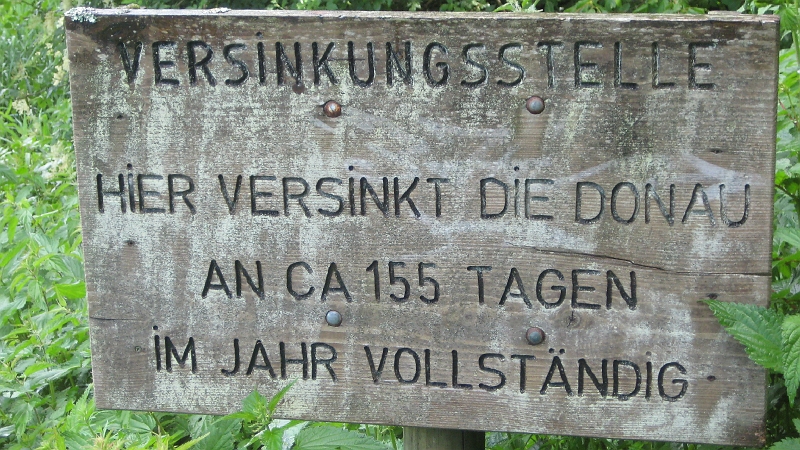 VERSINKUNGSSTELLE
HIER VERSINKT DIE DONAU
AN CA 155 TAGEN
IM JAHR VOLLSTÄNDIG